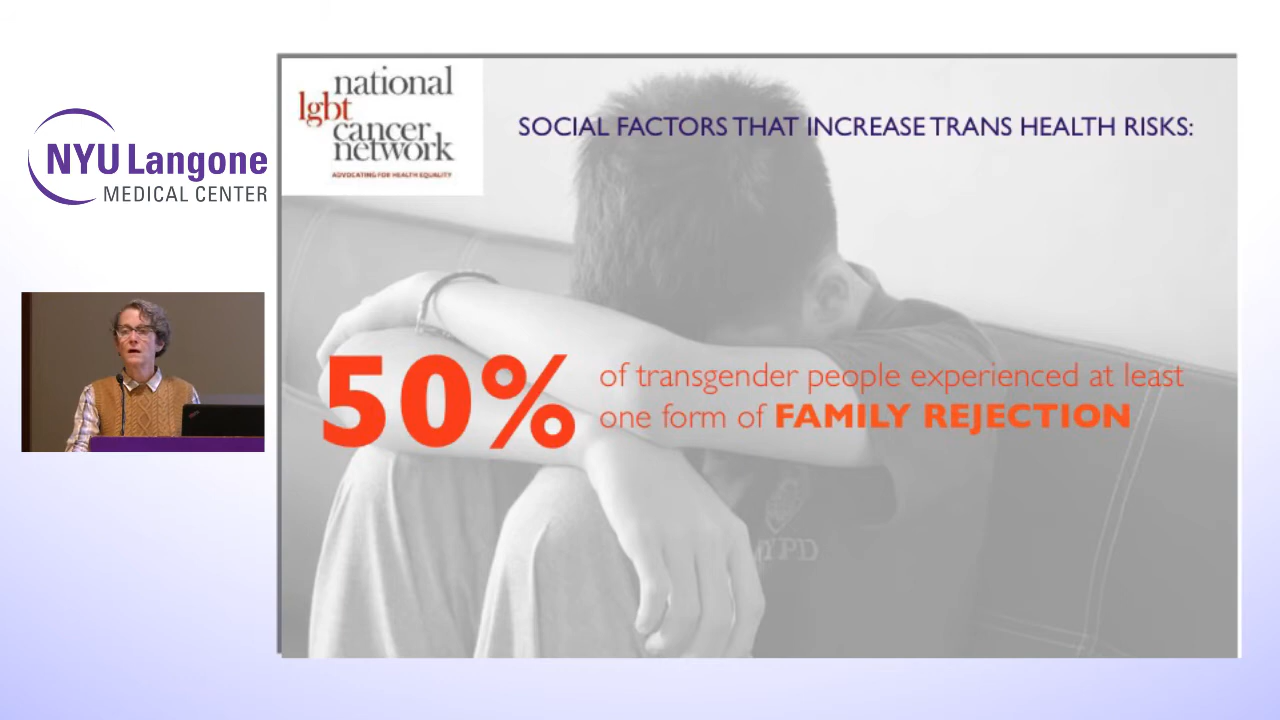 NYU Langone
MEDICAL CENTER
national
lgbt
cancer
network
ADVOCATING FOR HEALTH EQUALITY
SOCIAL FACTORS THAT INCREASE TRANS HEALTH RISKS:
50%
of transgender people experienced at least
one form of FAMILY REJECTION
NYPD